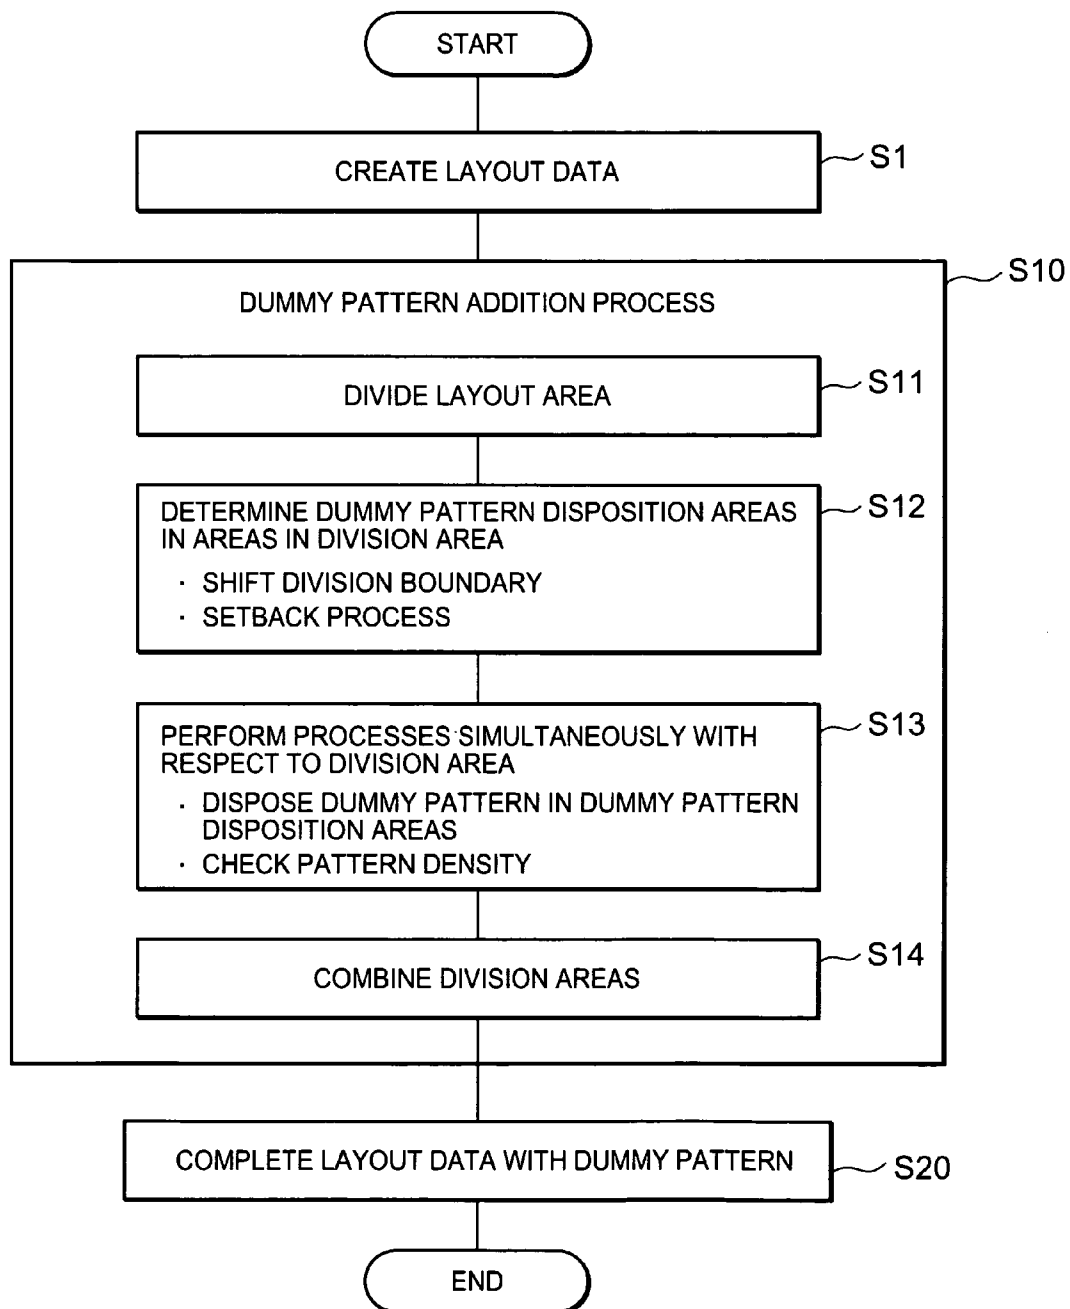 START
CREATE LAYOUT DATA
S1
S10
DUMMY PATTERN ADDITION PROCESS
DIVIDE LAYOUT AREA
S11
DETERMINE DUMMY PATTERN DISPOSITION AREAS
IN AREAS IN DIVISION AREA
· SHIFT DIVISION BOUNDARY
· SETBACK PROCESS
S12
PERFORM PROCESSES SIMULTANEOUSLY WITH
RESPECT TO DIVISION AREA
· DISPOSE DUMMY PATTERN IN DUMMY PATTERN
DISPOSITION AREAS
· CHECK PATTERN DENSITY
S13
COMBINE DIVISION AREAS
S14
COMPLETE LAYOUT DATA WITH DUMMY PATTERN
S20
END